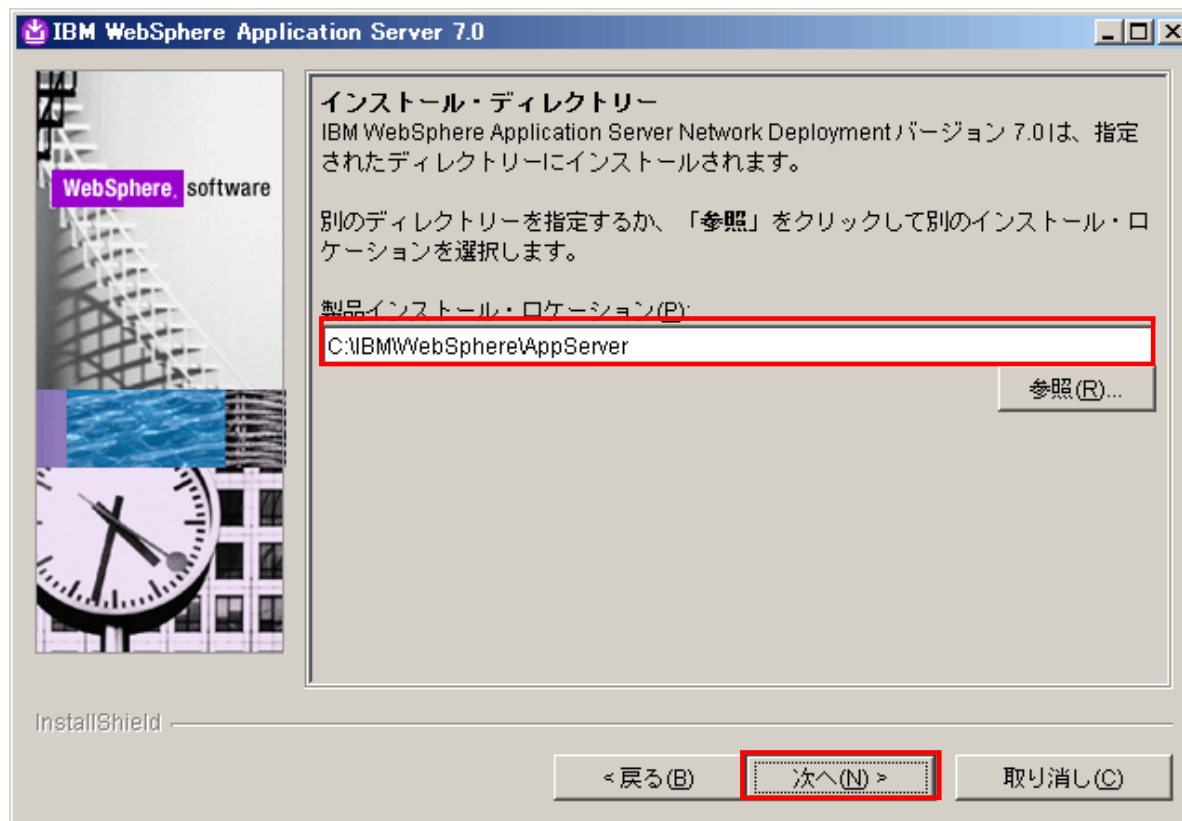 IBM WebSphere Application Server 7.0
WebSphere. software
インストール・ディレクトリー
IBM WebSphere Application Server Network Deployment バージョン 7.0は、指定
されたディレクトリーにインストールされます。
別のディレクトリーを指定するか、「参照」をクリックして別のインストール・ロ
ケーションを選択します。
製品インストール・ロケーション(P):
C:\IBM\WebSphere\AppServer
参照(R)...
InstallShield
< 戻る(B)
次へ(N) >
取り消し(C)